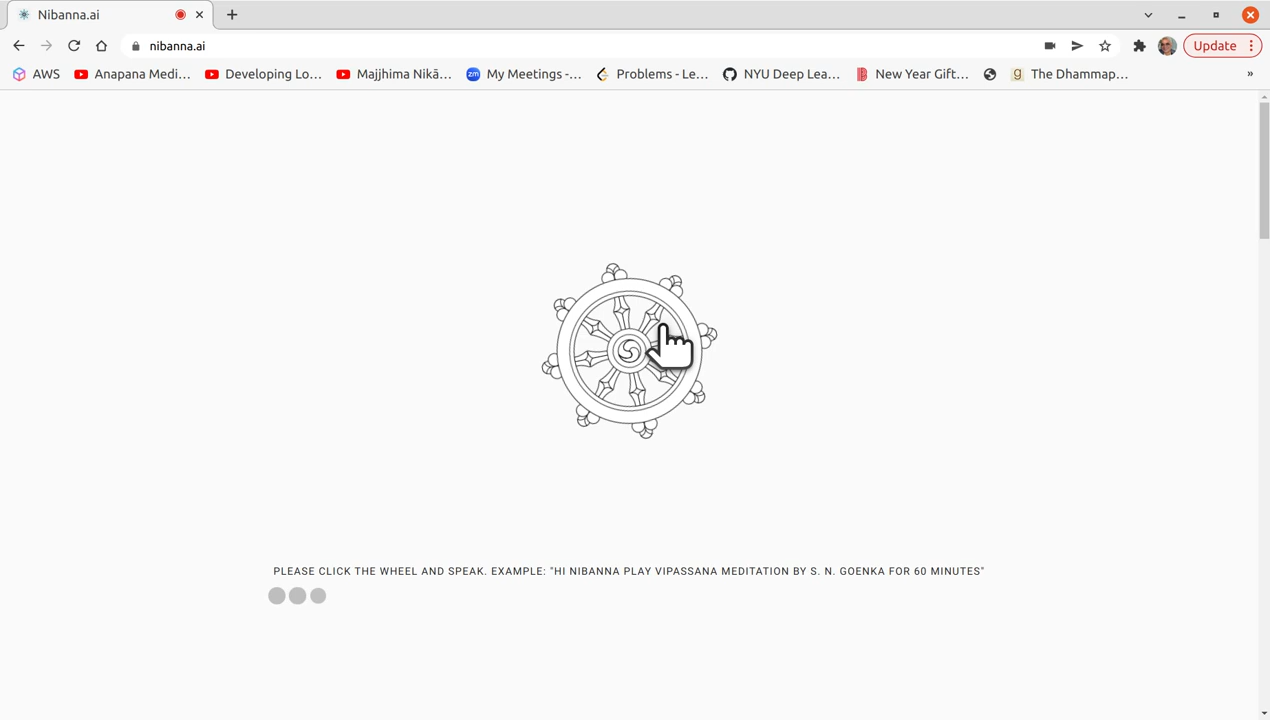 Nibanna.ai
nibanna.ai
Update
AWS
Anapana Medi...
Developing Lo...
Majjhima Nikā...
zm
My Meetings -...
Problems - Le...
NYU Deep Lea...
New Year Gift...
g
The Dhammap...
»
PLEASE CLICK THE WHEEL AND SPEAK. EXAMPLE: "HI NIBANNA PLAY VIPASSANA MEDITATION BY S. N. GOENKA FOR 60 MINUTES"